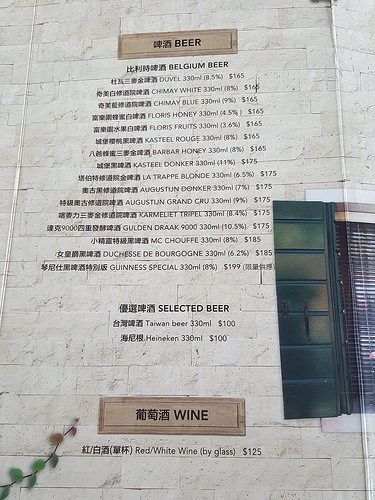 啤酒 BEER
比利時啤酒 BELGIUM BEER
杜瓦三麥金啤酒 DUVEL 330ml (8.5%) $165
奇美白修道院啤酒 CHIMAY WHITE 330ml (8%) $165
奇美藍修道院啤酒 CHIMAY BLUE 330ml (9%) $165
富樂園蜂蜜白啤酒 FLORIS HONEY 330ml (4.5%) $165
富樂園水果白啤酒 FLORIS FRUITS 330ml (3.6%) $165
城堡櫻桃黑啤酒 KASTEEL ROUGE 330ml (8%) $165
八爸蜂蜜三麥金啤酒 BARBAR HONEY 330ml (8%) $165
城堡黑啤酒 KASTEEL DONKER 330ml (11%) $175
塔伯特修道院金啤酒 LA TRAPPE BLONDE 330ml (6.5%) $175
奧古黑修道院啤酒 AUGUSTIJN DONKER 330ml (7%) $175
特級奧古修道院啤酒 AUGUSTIJN GRAND CRU 330ml (9%) $175
喀麥力三麥金修道院啤酒 KARMELIET TRIPEL 330ml (8.4%) $175
達克9000四重發酵啤酒 GULDEN DRAAK 9000 330ml (10.5%) $175
小精靈特級黑啤酒 MC CHOUFFE 330ml (8%) $185
女皇爵黑啤酒 DUCHESSE DE BOURGOGNE 330ml (6.2%) $185
琴尼仕黑啤酒特別版 GUINNESS SPECIAL 330ml (8%) $199 (限量供應)
優選啤酒 SELECTED BEER
台灣啤酒 Taiwan beer 330ml $100
海尼根 Heineken 330ml $100
葡萄酒 WINE
紅/白酒(單杯) Red/White Wine (by glass) $125